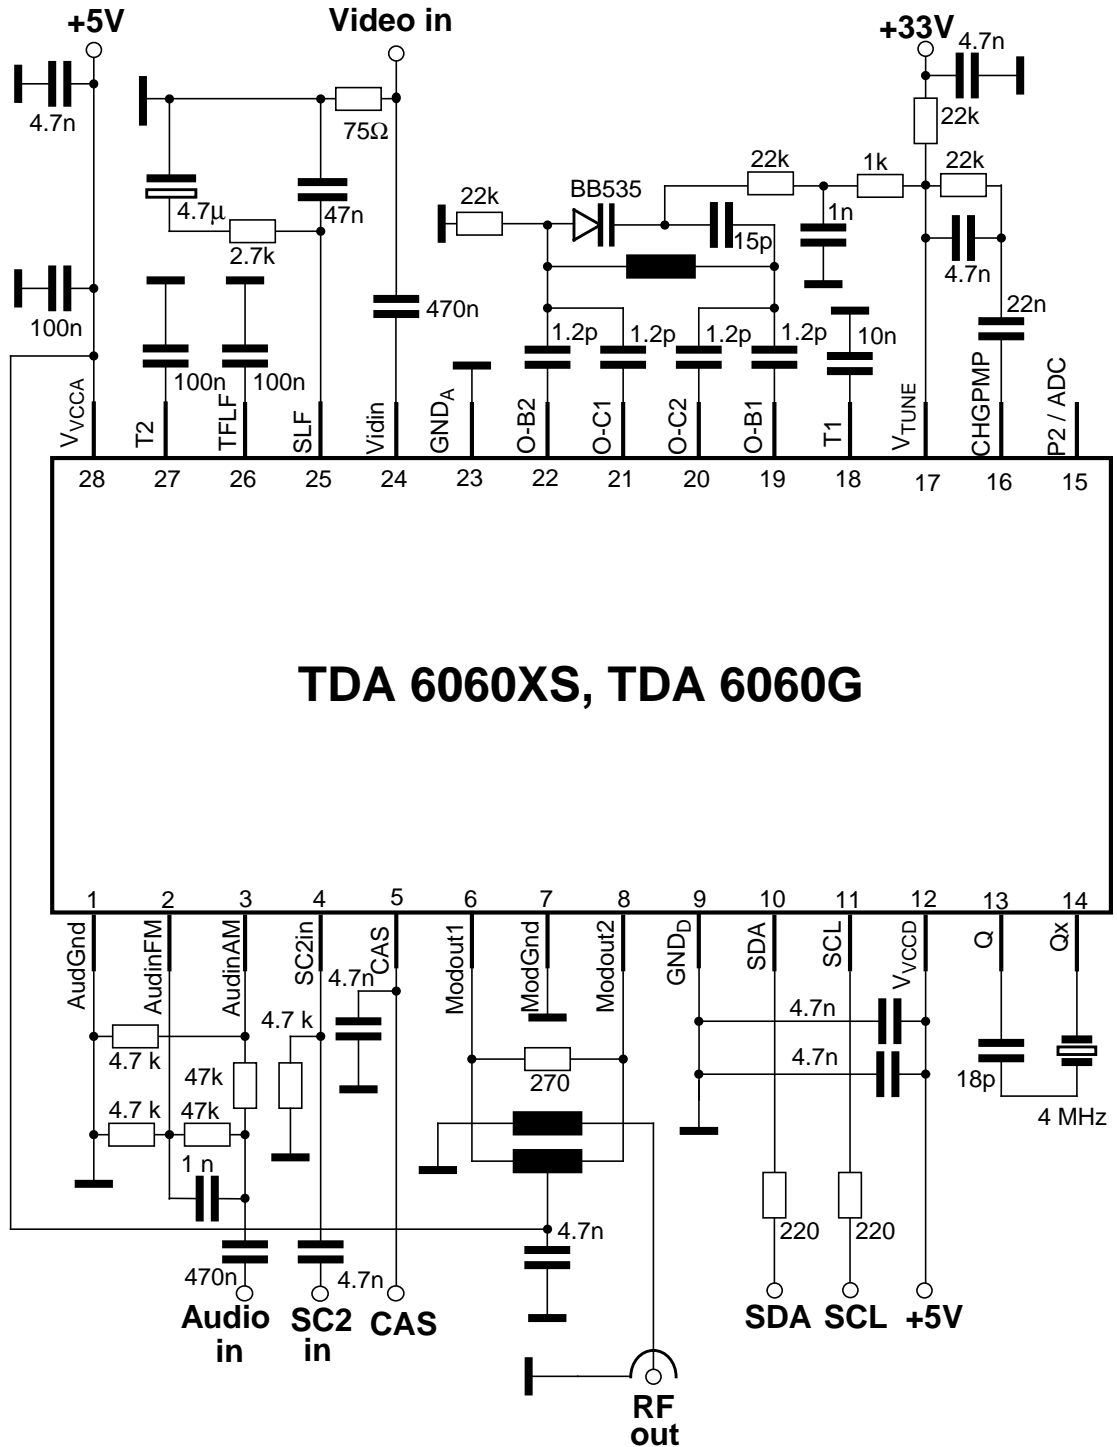 +5V
Video in
+33V
4.7n
4.7n
75Ω
22k
22k
1k
22k
22k
BB535
4.7µ
47n
2.7k
15p
1n
4.7n
100n
470n
22n
1.2p
1.2p
1.2p
1.2p
10n
100n
100n
VVCCA
T2
TFLF
SLF
Vidin
GNDA
O-B2
O-C1
O-C2
O-B1
T1
VTUNE
CHGPMP
P2 / ADC
28
27
26
25
24
23
22
21
20
19
18
17
16
15
TDA 6060XS, TDA 6060G
1
2
3
4
5
6
7
8
9
10
11
12
13
14
AudGnd
AudinFM
AudinAM
SC2in
CAS
Modout1
ModGnd
Modout2
GNDD
SDA
SCL
VVCCD
Q
Qx
4.7n
4.7 k
4.7n
4.7 k
47k
270
4.7n
18p
4 MHz
4.7 k
47k
1 n
4.7n
220
220
470n
4.7n
Audio
in
SC2
in
CAS
SDA
SCL
+5V
RF
out